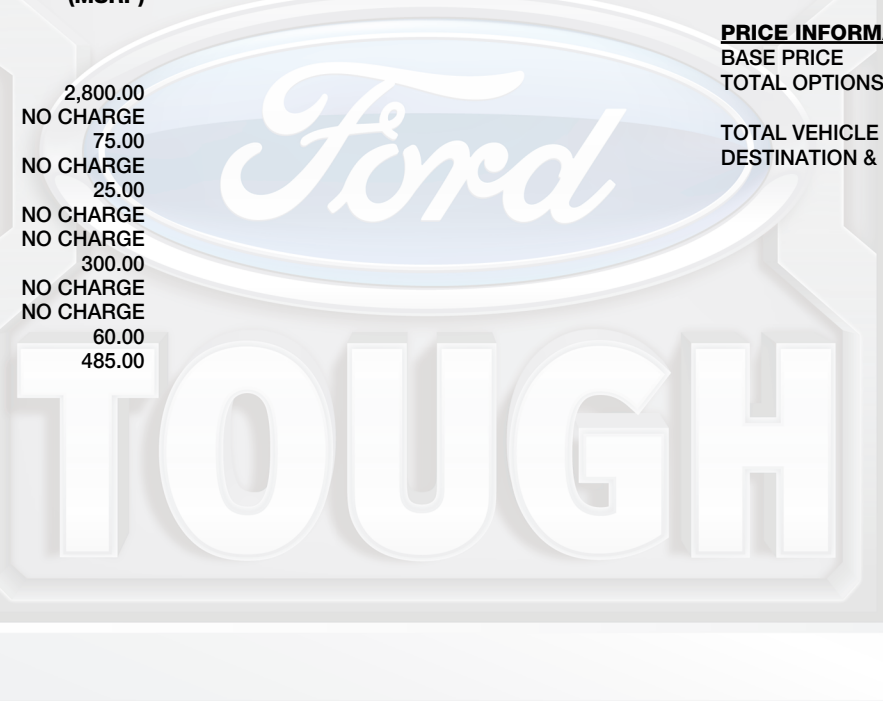 (MSRP)
2,800.00
NO CHARGE
75.00
NO CHARGE
25.00
NO CHARGE
NO CHARGE
300.00
NO CHARGE
NO CHARGE
60.00
485.00
PRICE INFORMA
BASE PRICE
TOTAL OPTIONS
TOTAL VEHICLE
DESTINATION &
Ford
TOUGH